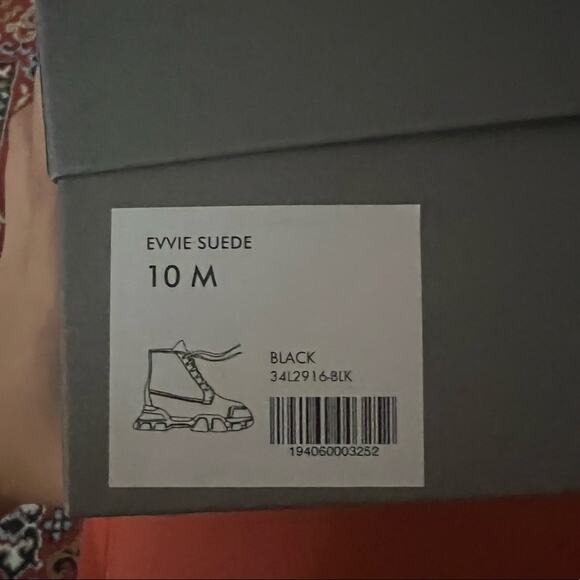 EVVIE SUEDE
10 M
BLACK
34L2916-BLK
194060003252